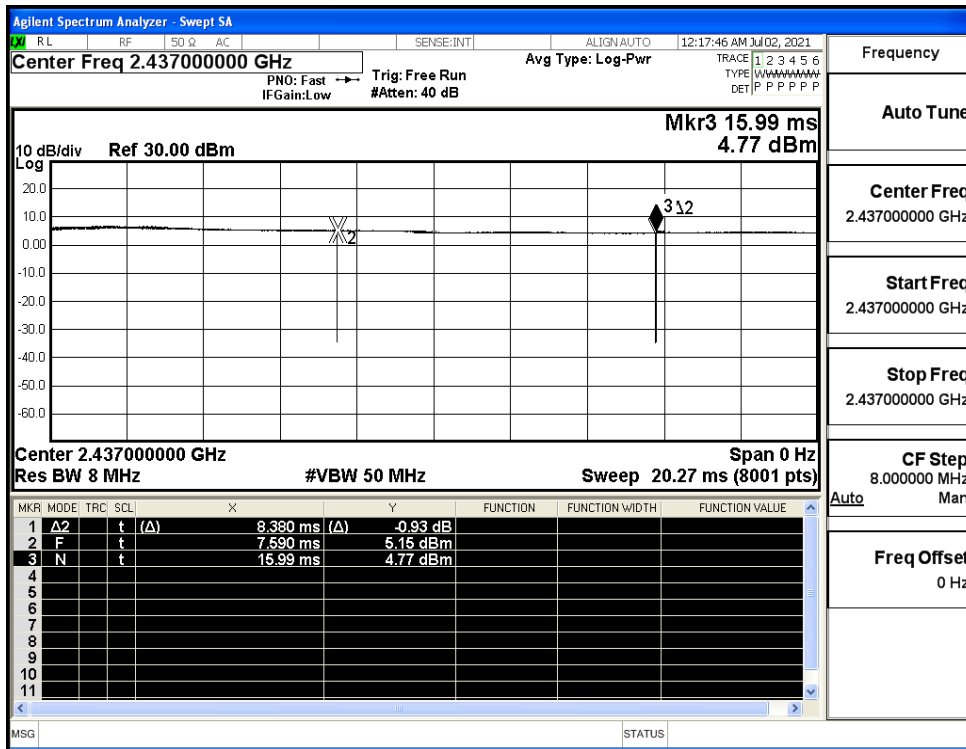 Agilent Spectrum Analyzer - Swept SA
LXI RL RF 50 Ω AC SENSE:INT ALIGN AUTO 12:17:46 AM Jul 02, 2021
Center Freq 2.437000000 GHz
PNO: Fast
IFGain:Low
Trig: Free Run
#Atten: 40 dB
Avg Type: Log-Pwr
TRACE 1 2 3 4 5 6
TYPE
DET P P P P P P
Mkr3 15.99 ms
4.77 dBm
10 dB/div Ref 30.00 dBm
Log
20.0
10.0
0.00
-10.0
-20.0
-30.0
-40.0
-50.0
-60.0
2
3 Δ2
Center 2.437000000 GHz Span 0 Hz
Res BW 8 MHz #VBW 50 MHz Sweep 20.27 ms (8001 pts)
MKR MODE TRC SCL X Y FUNCTION FUNCTION WIDTH FUNCTION VALUE
1 Δ2 t (Δ) 8.380 ms (Δ) -0.93 dB
2 F t 7.590 ms 5.15 dBm
3 N t 15.99 ms 4.77 dBm
4
5
6
7
8
9
10
11
MSG STATUS
Frequency
Auto Tune
Center Freq
2.437000000 GHz
Start Freq
2.437000000 GHz
Stop Freq
2.437000000 GHz
CF Step
8.000000 MHz
Auto Man
Freq Offset
0 Hz